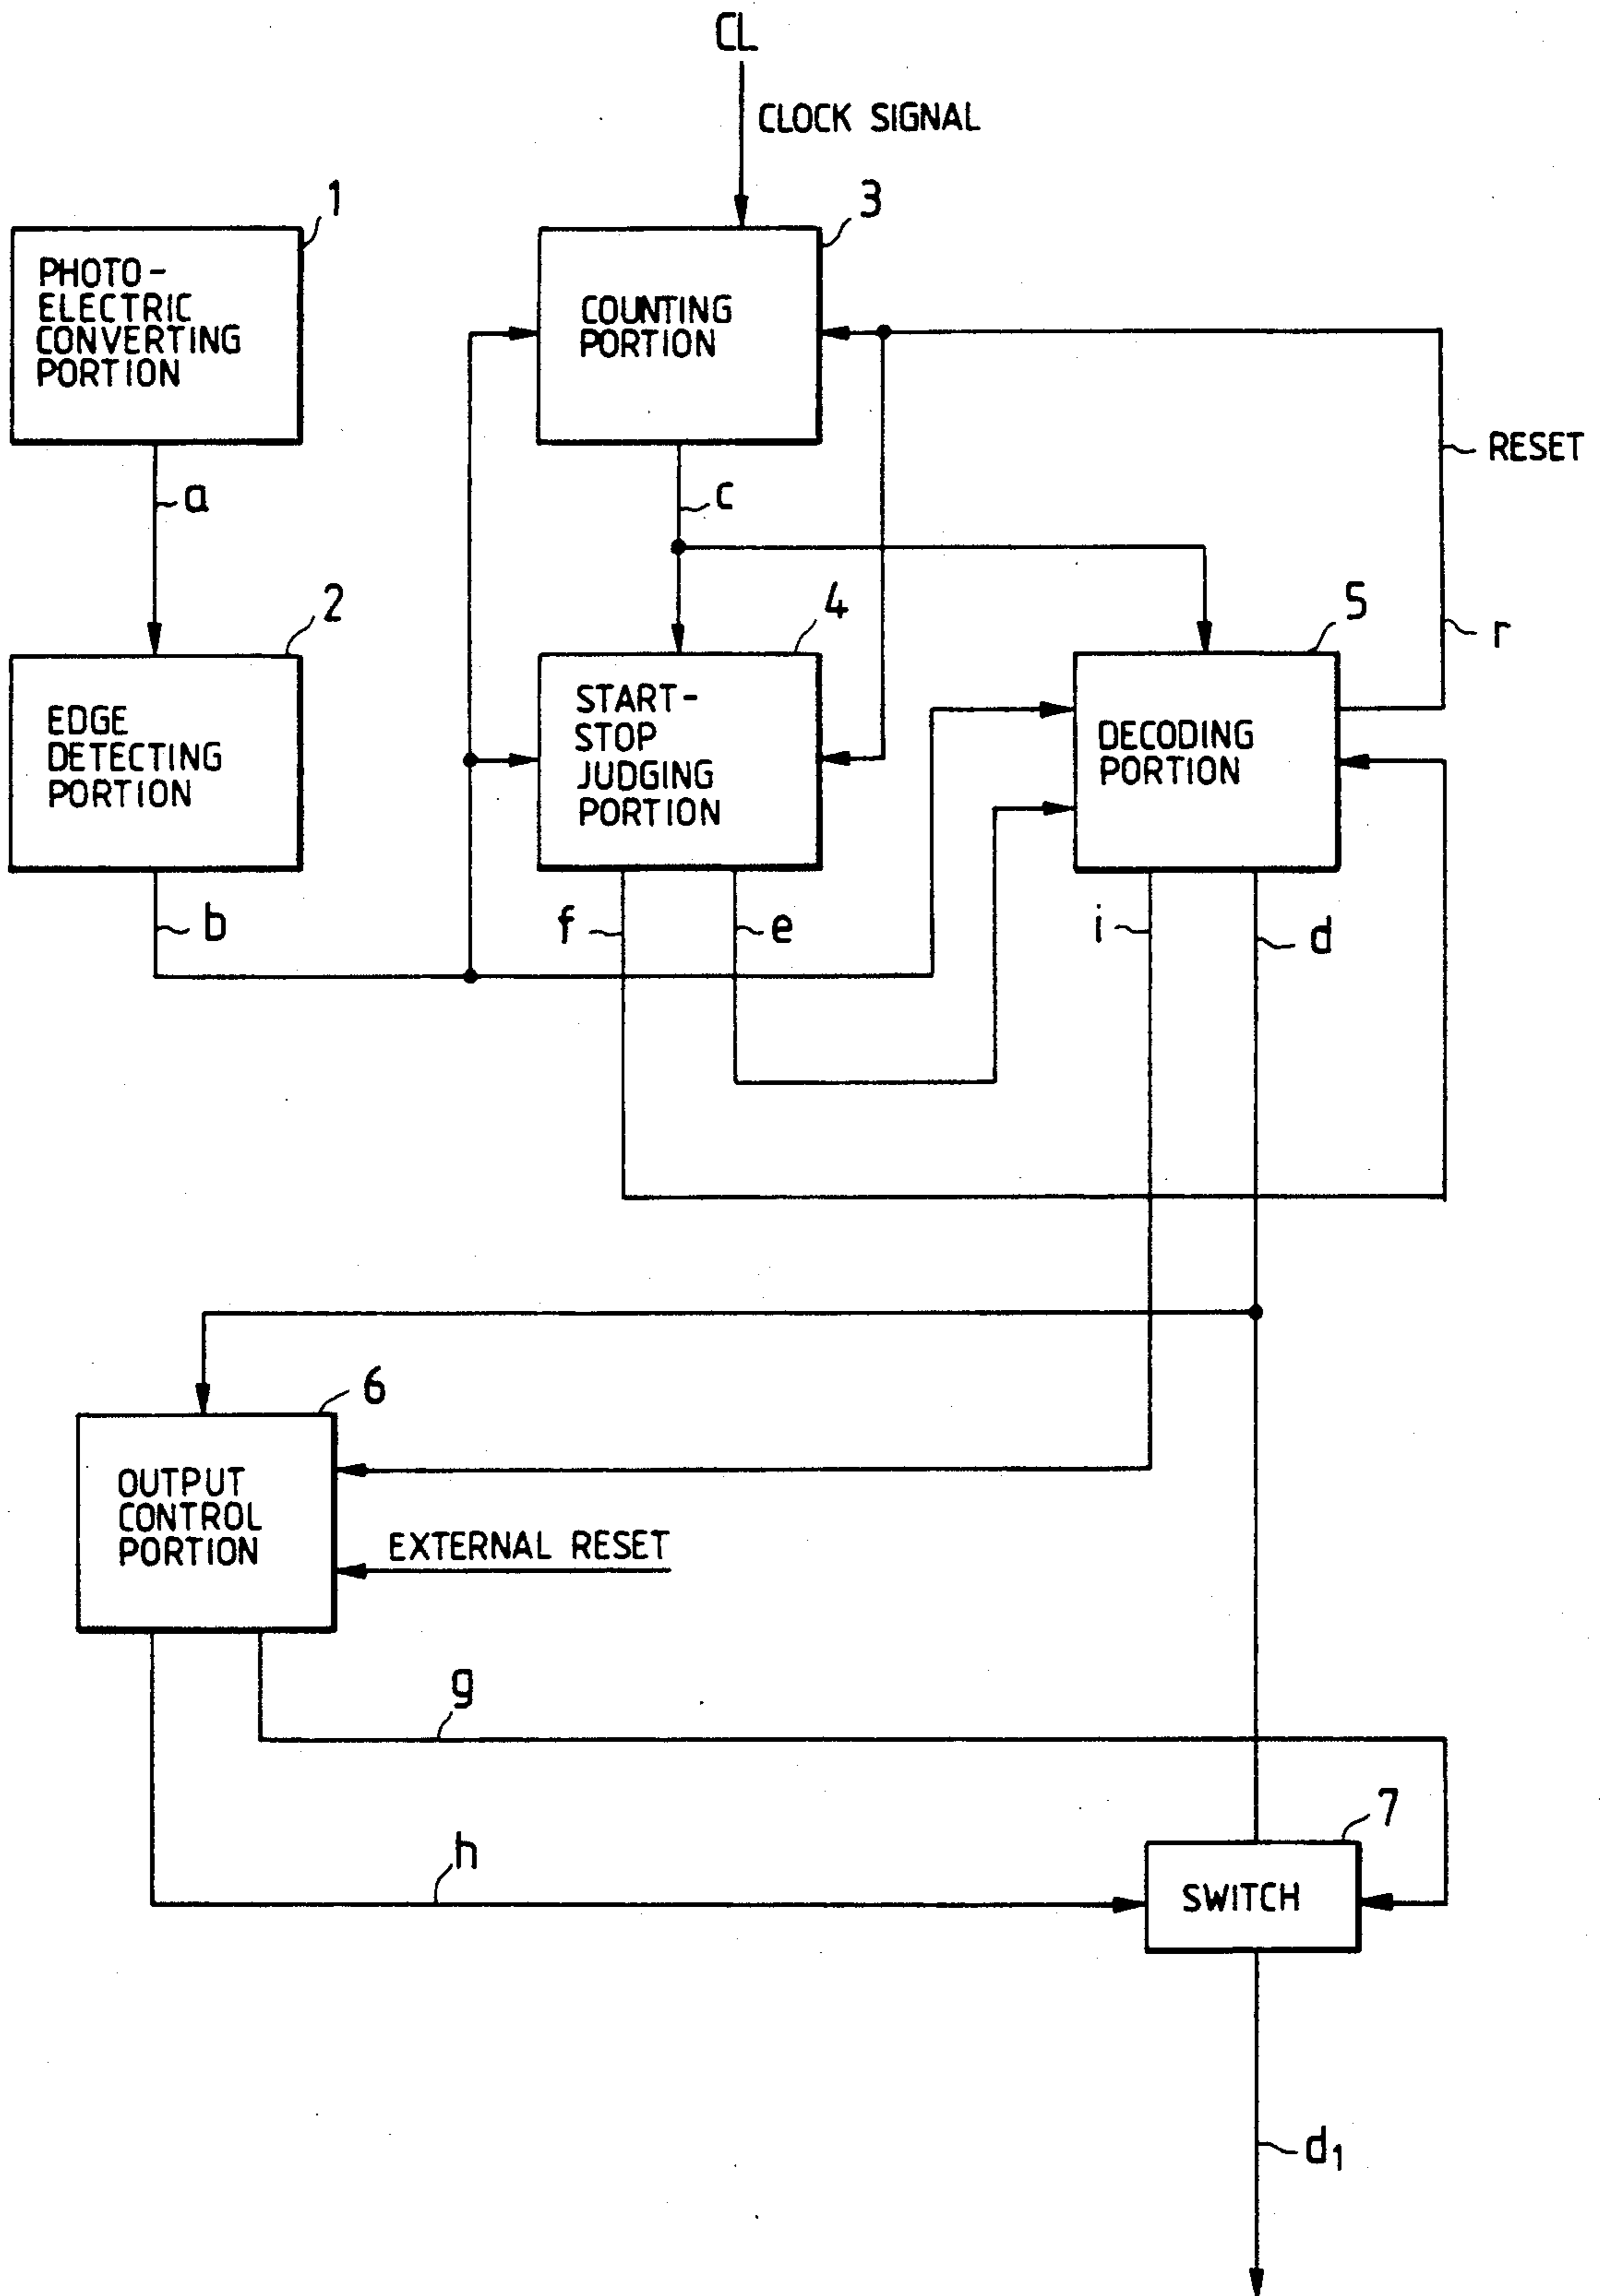 CL
CLOCK SIGNAL
1
3
PHOTO-
ELECTRIC
CONVERTING
PORTION
COUNTING
PORTION
RESET
a
c
2
4
5
r
EDGE
DETECTING
PORTION
START-
STOP
JUDGING
PORTION
DECODING
PORTION
b
f
e
i
d
6
OUTPUT
CONTROL
PORTION
EXTERNAL RESET
g
7
h
SWITCH
d1